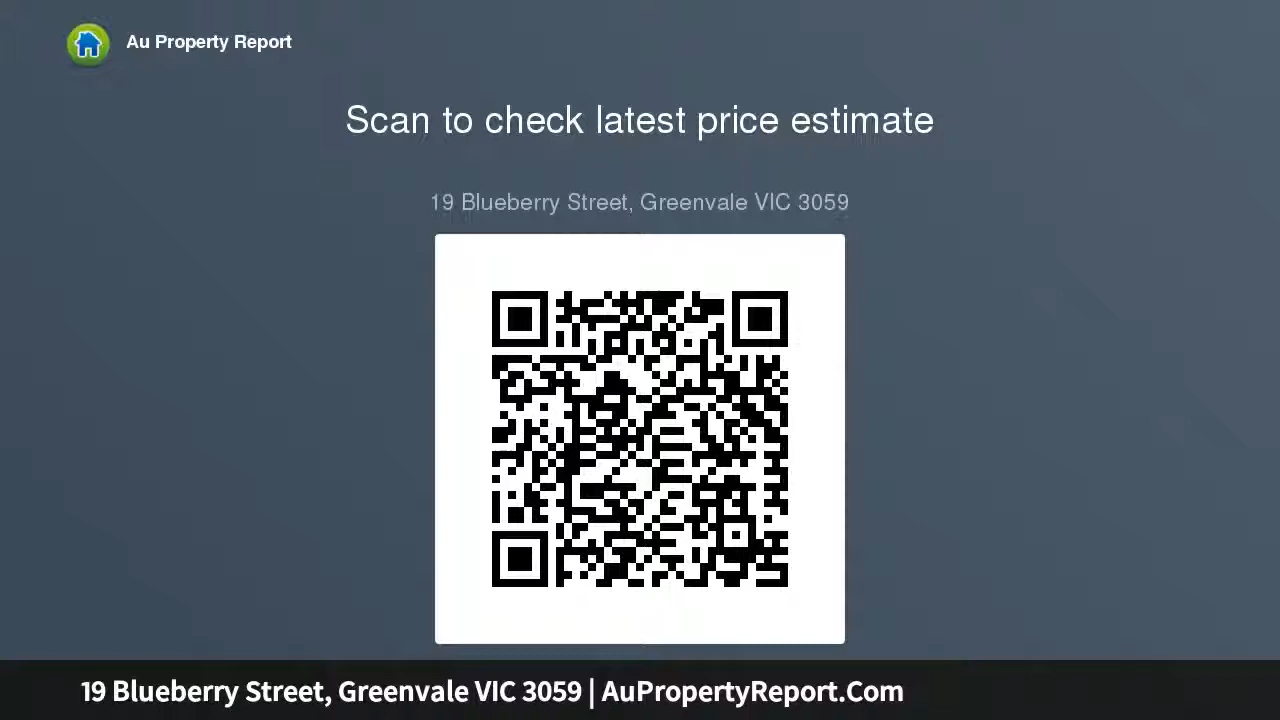 Au Property Report
Scan to check latest price estimate
19 Blueberry Street, Greenvale VIC 3059
19 Blueberry Street, Greenvale VIC 3059 | AuPropertyReport.Com